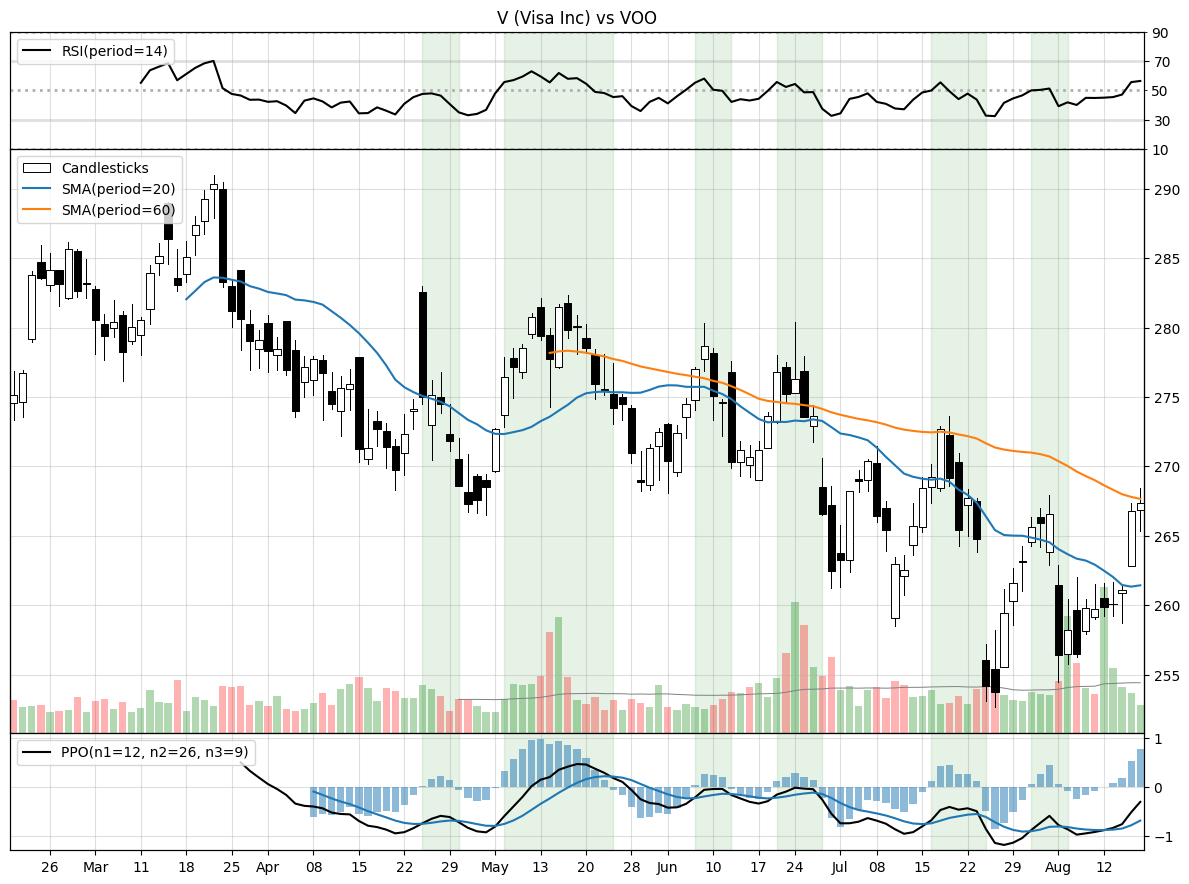 V (Visa Inc) vs VOO
RSI(period=14)
90
70
50
30
10
Candlesticks
SMA(period=20)
SMA(period=60)
290
285
280
275
270
265
260
255
PPO(n1=12, n2=26, n3=9)
1
0
−1
26 Mar 11 18 25 Apr 08 15 22 29 May 13 20 28 Jun 10 17 24 Jul 08 15 22 29 Aug 12